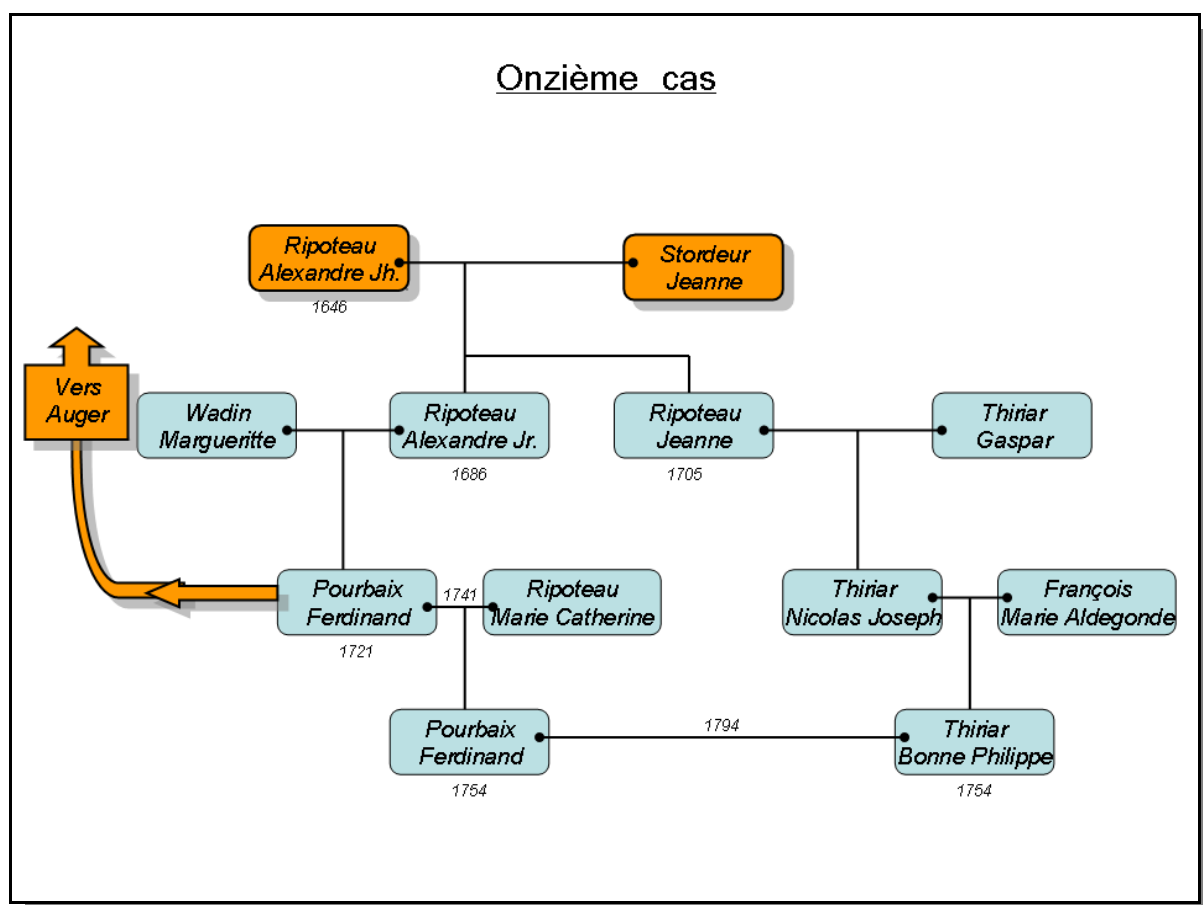 Onzième cas
Ripoteau
Alexandre Jh.
1646
Stordeur
Jeanne
Vers
Auger
Wadin
Margueritte
Ripoteau
Alexandre Jr.
1686
Ripoteau
Jeanne
1705
Thiriar
Gaspar
Pourbaix
Ferdinand
1721
1741
Ripoteau
Marie Catherine
Thiriar
Nicolas Joseph
François
Marie Aldegonde
Pourbaix
Ferdinand
1754
1794
Thiriar
Bonne Philippe
1754